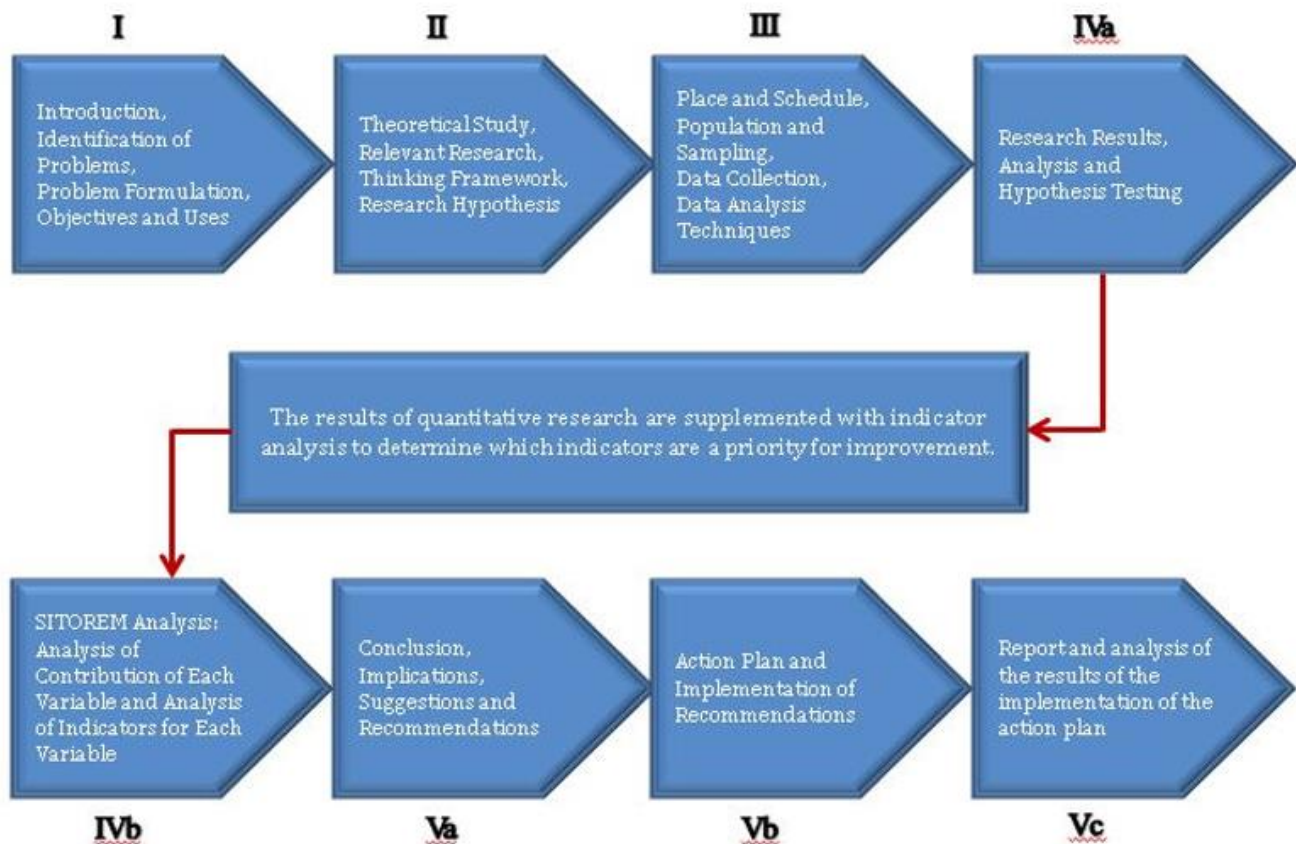 I
II
III
IVa
Introduction,
Identification of
Problems,
Problem Formulation,
Objectives and Uses
Theoretical Study,
Relevant Research,
Thinking Framework,
Research Hypothesis
Place and Schedule,
Population and
Sampling,
Data Collection,
Data Analysis
Techniques
Research Results,
Analysis and
Hypothesis Testing
The results of quantitative research are supplemented with indicator
analysis to determine which indicators are a priority for improvement.
SITOREM Analysis:
Analysis of
Contribution of Each
Variable and Analysis
of Indicators for Each
Variable
Conclusion,
Implications,
Suggestions and
Recommendations
Action Plan and
Implementation of
Recommendations
Report and analysis of
the results of the
implementation of the
action plan
IVb
Va
Vb
Vc